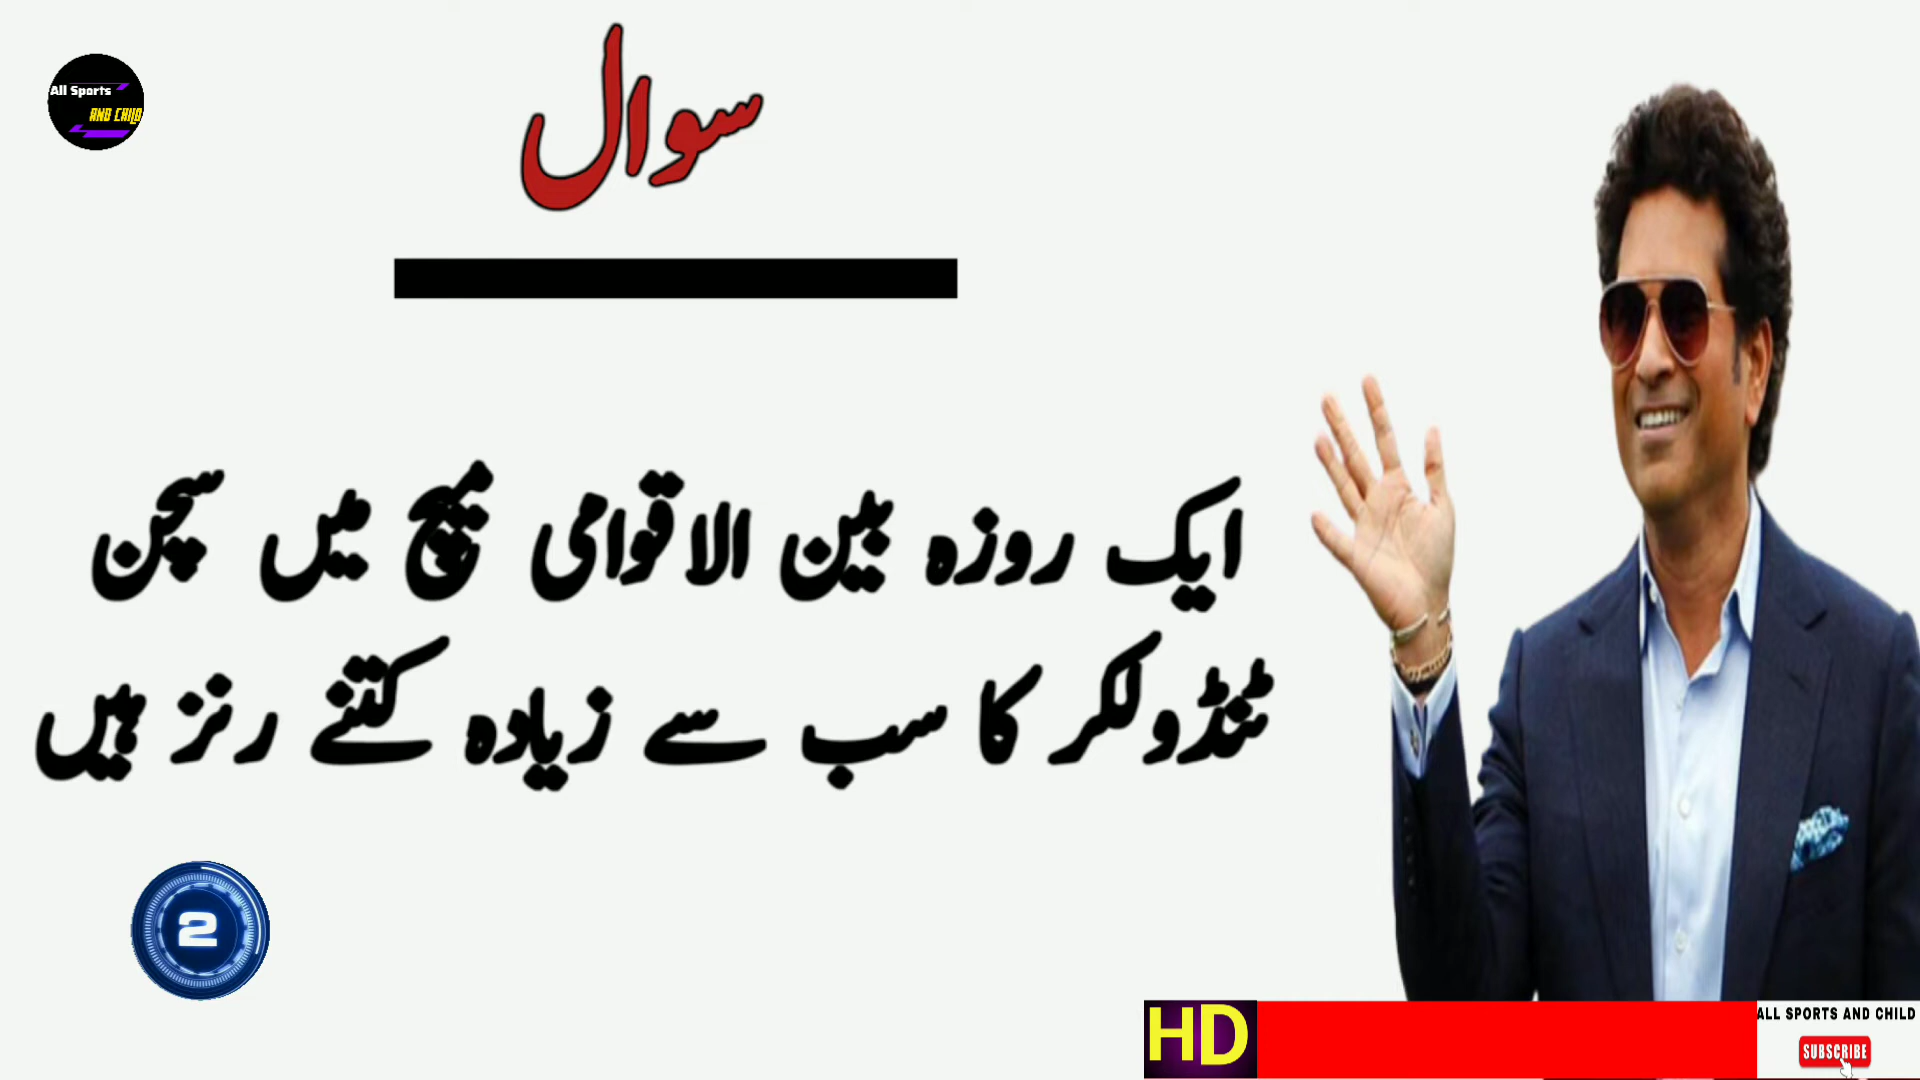 All Sports
AND CHILD
سوال
ایک روزہ بین الاقوامی میچ میں سچن
ٹنڈولکر کا سب سے زیادہ کتنے رنز ہیں
2
HD
ALL SPORTS AND CHILD
SUBSCRIBE